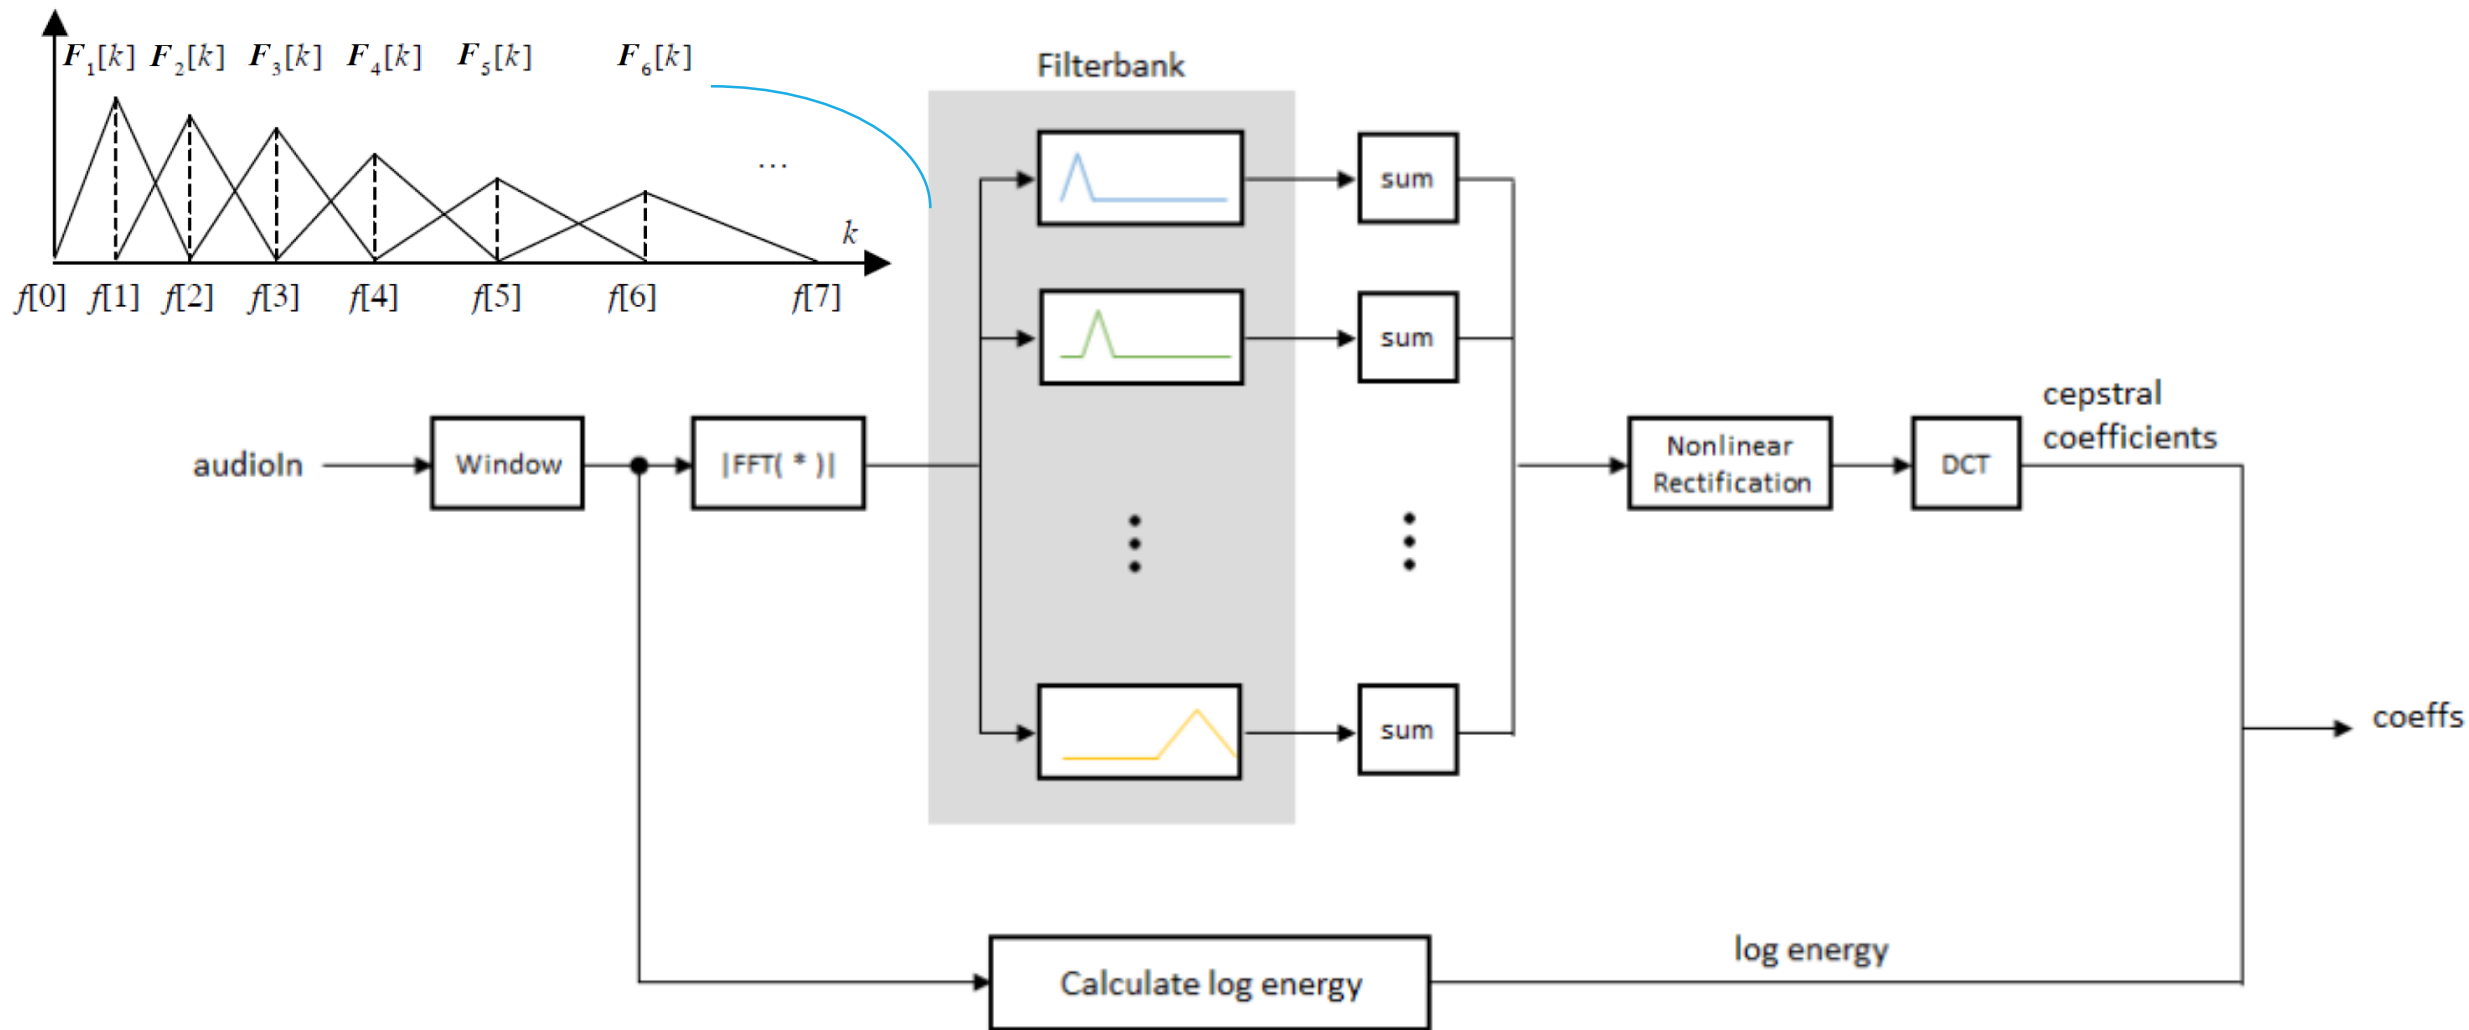 F₁[k] F₂[k] F₃[k] F₄[k] F₅[k] F₆[k]
...
k
f[0] f[1] f[2] f[3] f[4] f[5] f[6] f[7]
Filterbank
sum
sum
audioIn
Window
|FFT( * )|
Nonlinear
Rectification
DCT
cepstral
coefficients
sum
coeffs
Calculate log energy
log energy